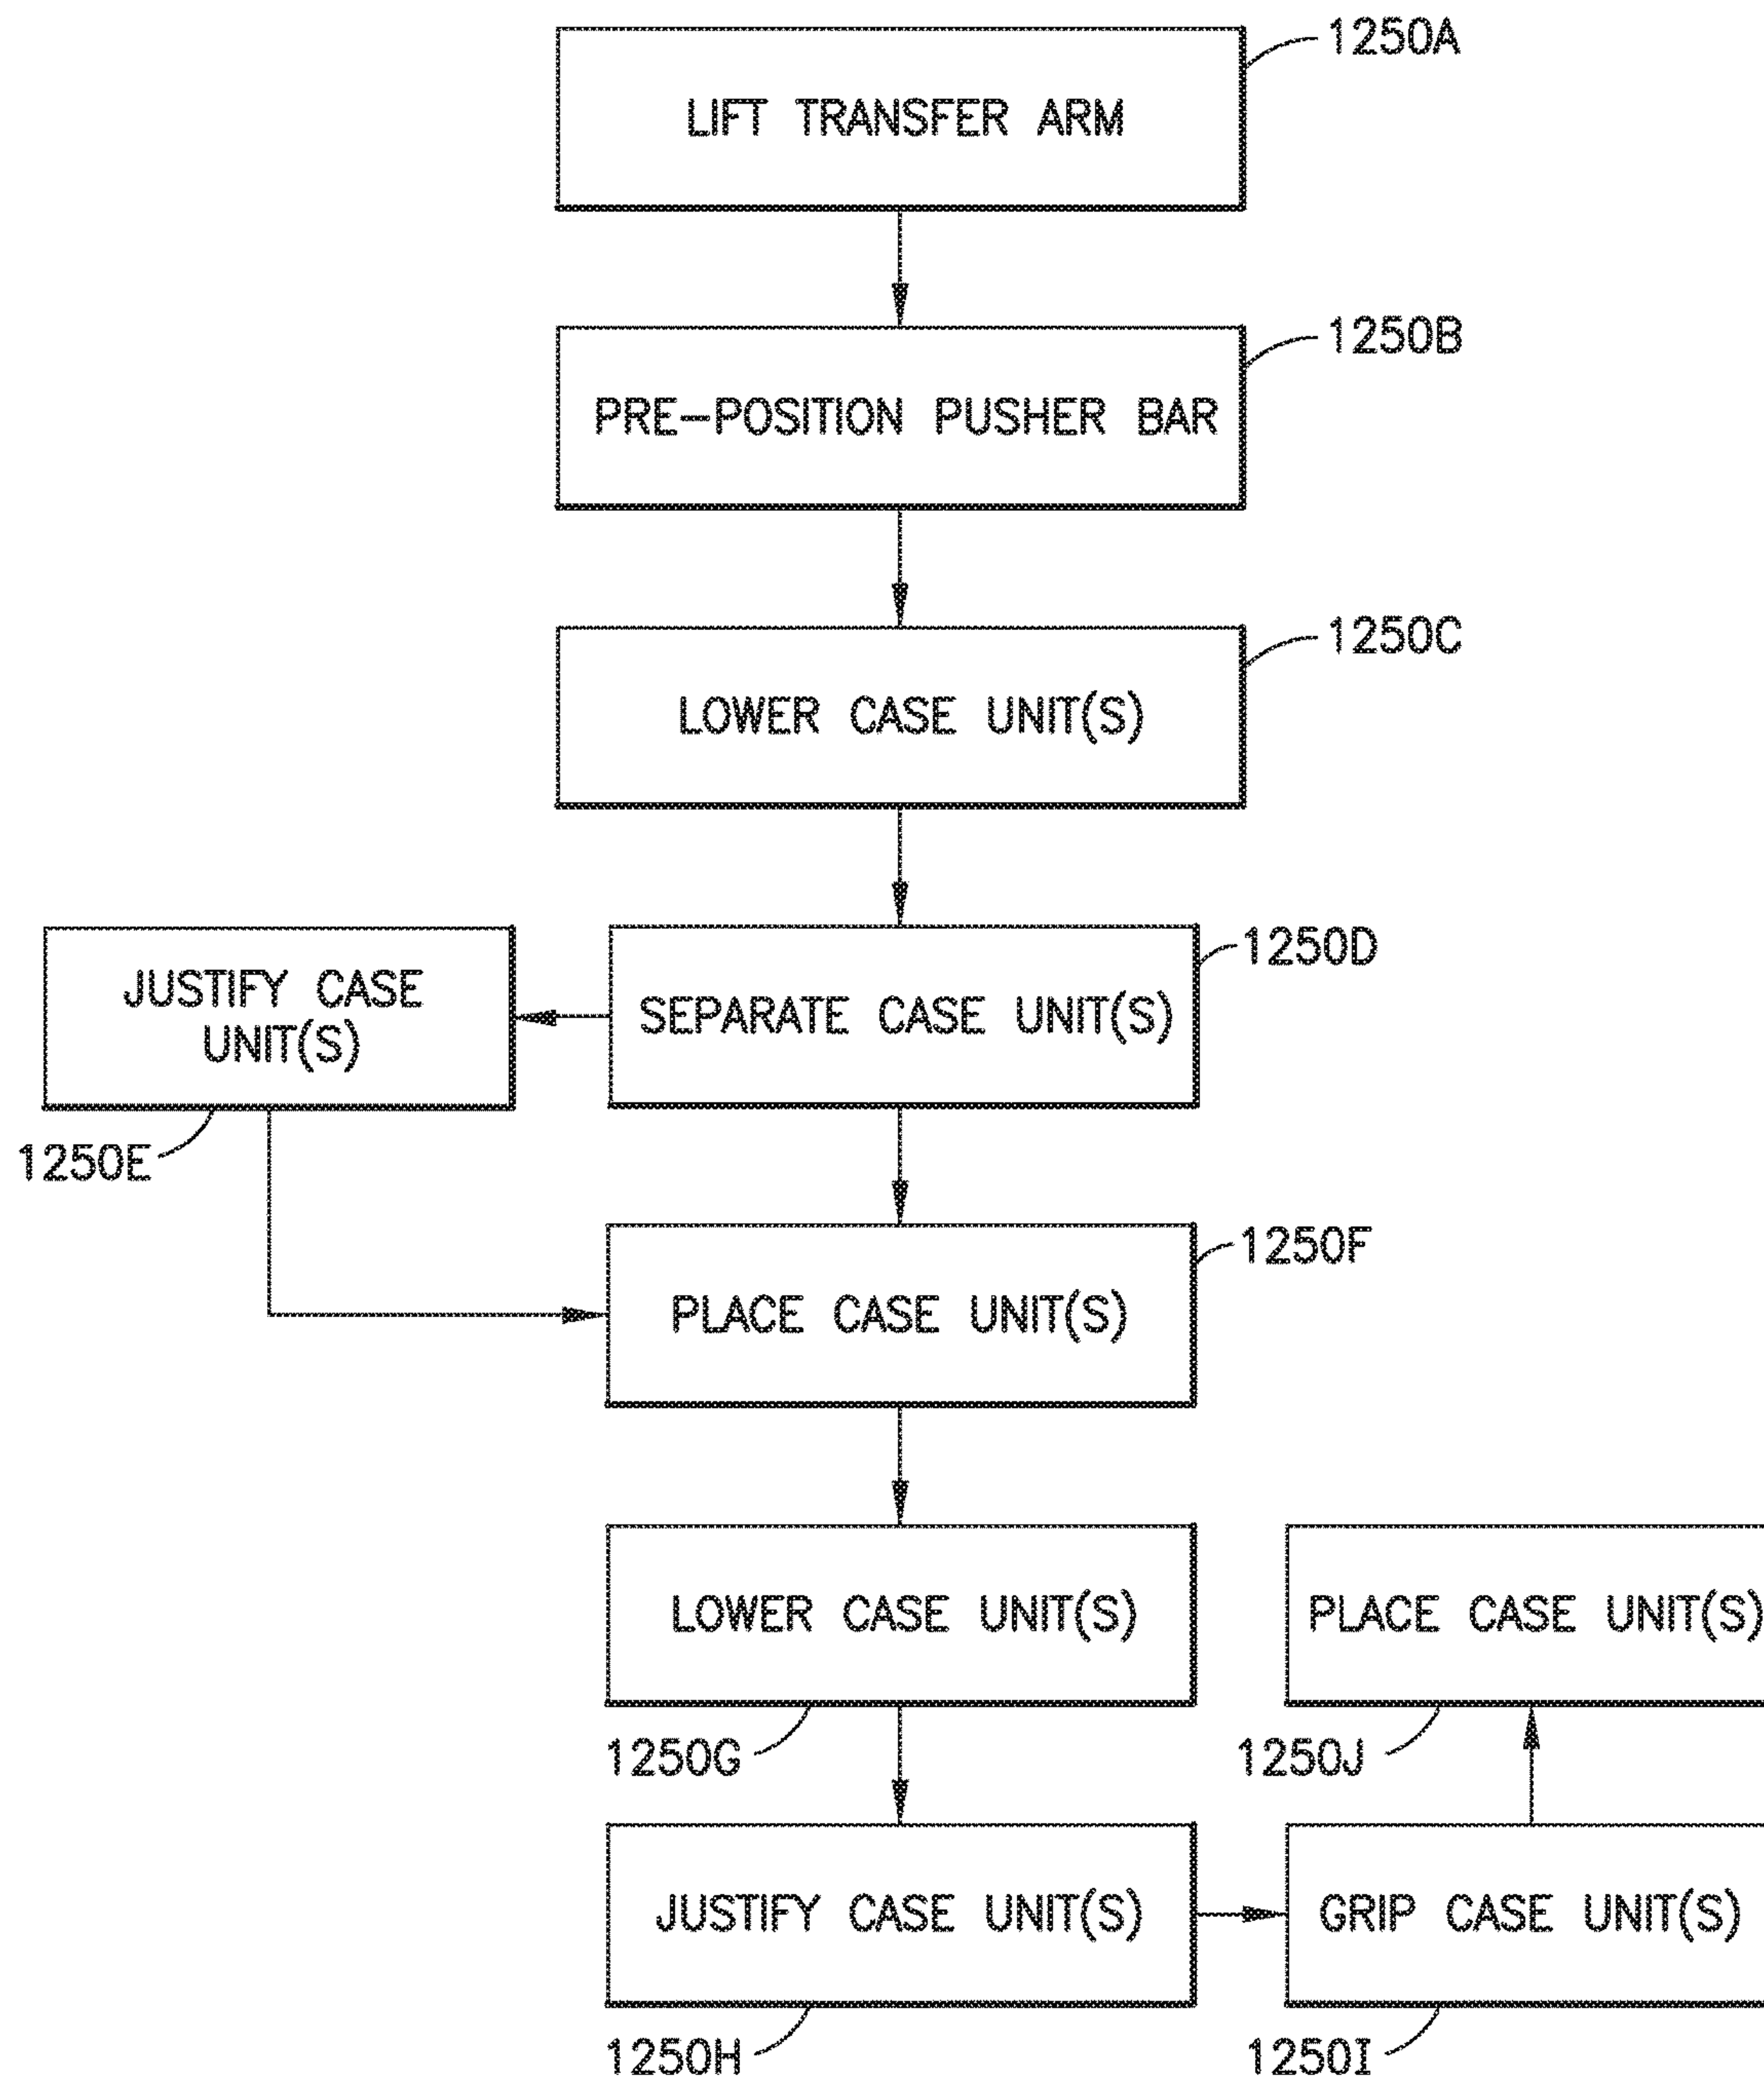 1250A
LIFT TRANSFER ARM
1250B
PRE-POSITION PUSHER BAR
1250C
LOWER CASE UNIT(S)
1250D
JUSTIFY CASE
UNIT(S)
SEPARATE CASE UNIT(S)
1250E
1250F
PLACE CASE UNIT(S)
LOWER CASE UNIT(S)
PLACE CASE UNIT(S)
1250G
1250J
JUSTIFY CASE UNIT(S)
GRIP CASE UNIT(S)
1250H
1250I